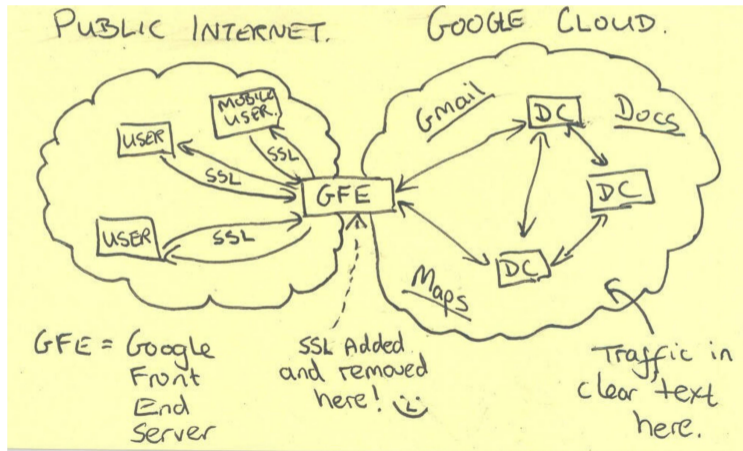 PUBLIC INTERNET.
GOOGLE CLOUD.
MOBILE
USER.
USER
SSL
SSL
USER
SSL
GFE
Gmail
DC
Docs
DC
DC
Maps
GFE = Google
Front
End
Server
SSL Added
and removed
here!
Traffic in
clear text
here.